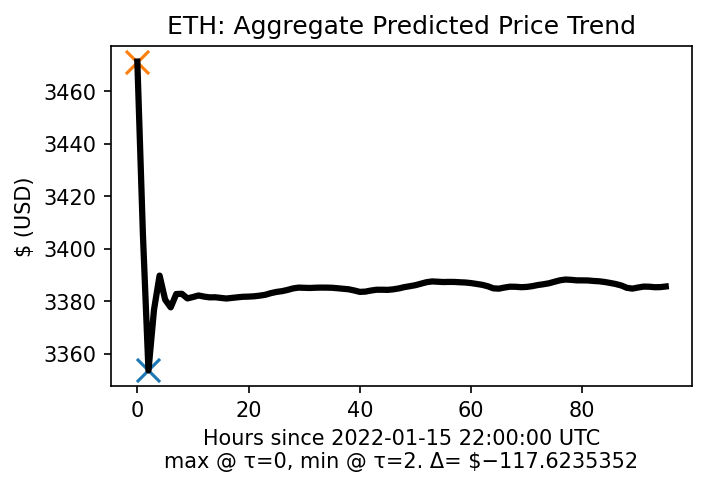 ETH: Aggregate Predicted Price Trend
$ (USD)
3460
3440
3420
3400
3380
3360
0 20 40 60 80
Hours since 2022-01-15 22:00:00 UTC
max @ τ=0, min @ τ=2. Δ= $−117.6235352